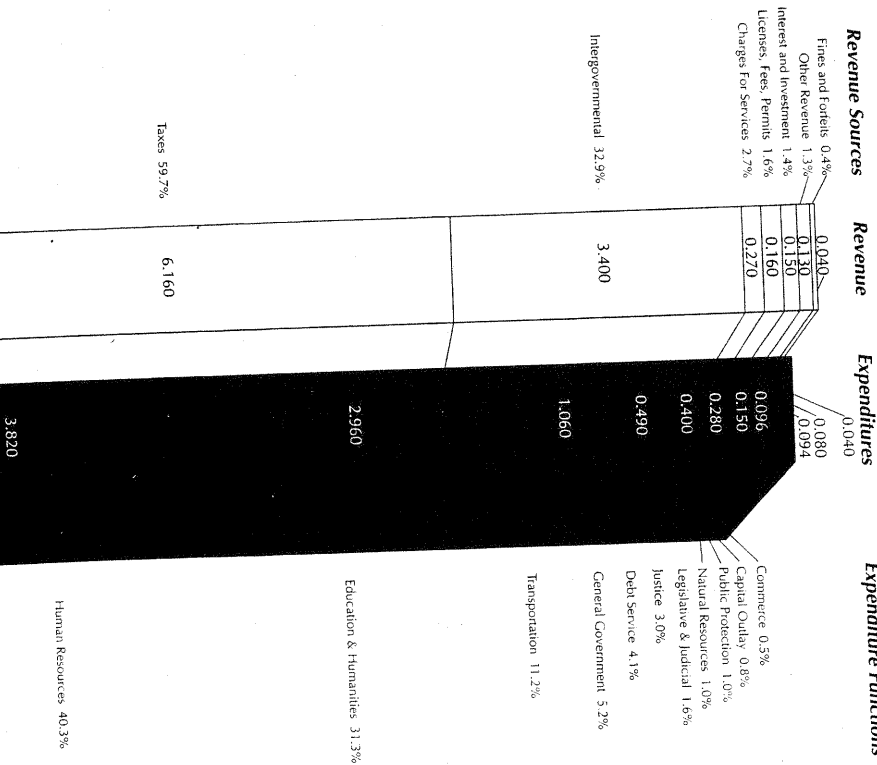 Revenue Sources
Fines and Forfeits 0.4%
Other Revenue 1.3%
Interest and Investment 1.4%
Licenses, Fees, Permits 1.6%
Charges For Services 2.7%
Intergovernmental 32.9%
Taxes 59.7%
Revenue
0.040
0.130
0.150
0.160
0.270
3.400
6.160
Expenditures
0.040
0.080
0.094
0.096
0.150
0.280
0.400
0.490
1.060
2.960
3.820
Expenditure Functions
Commerce 0.5%
Capital Outlay 0.8%
Public Protection 1.0%
Natural Resources 1.0%
Legislative & Judicial 1.6%
Justice 3.0%
Debt Service 4.1%
General Government 5.2%
Transportation 11.2%
Education & Humanities 31.3%
Human Resources 40.3%